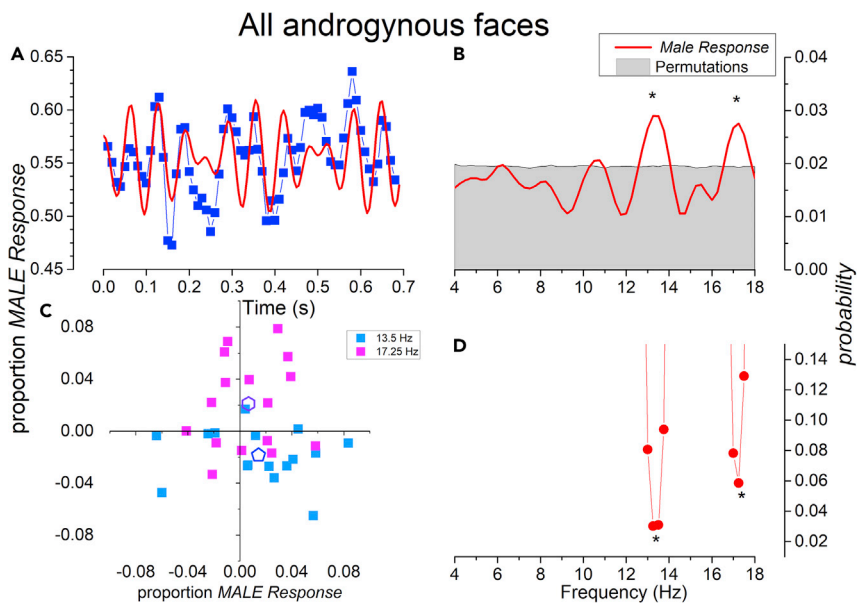 All androgynous faces
A
0.65
0.60
0.55
0.50
0.45
proportion MALE Response
0.0 0.1 0.2 0.3 0.4 0.5 0.6 0.7
Time (s)
B
Male Response
Permutations
* *
0.04
0.03
0.02
0.01
0.00
4 6 8 10 12 14 16 18
probability
C
13.5 Hz
17.25 Hz
0.08
0.04
0.00
-0.04
-0.08
-0.08 -0.04 0.00 0.04 0.08
proportion MALE Response
D
0.14
0.12
0.10
0.08
0.06
0.04
0.02
* *
4 6 8 10 12 14 16 18
Frequency (Hz)